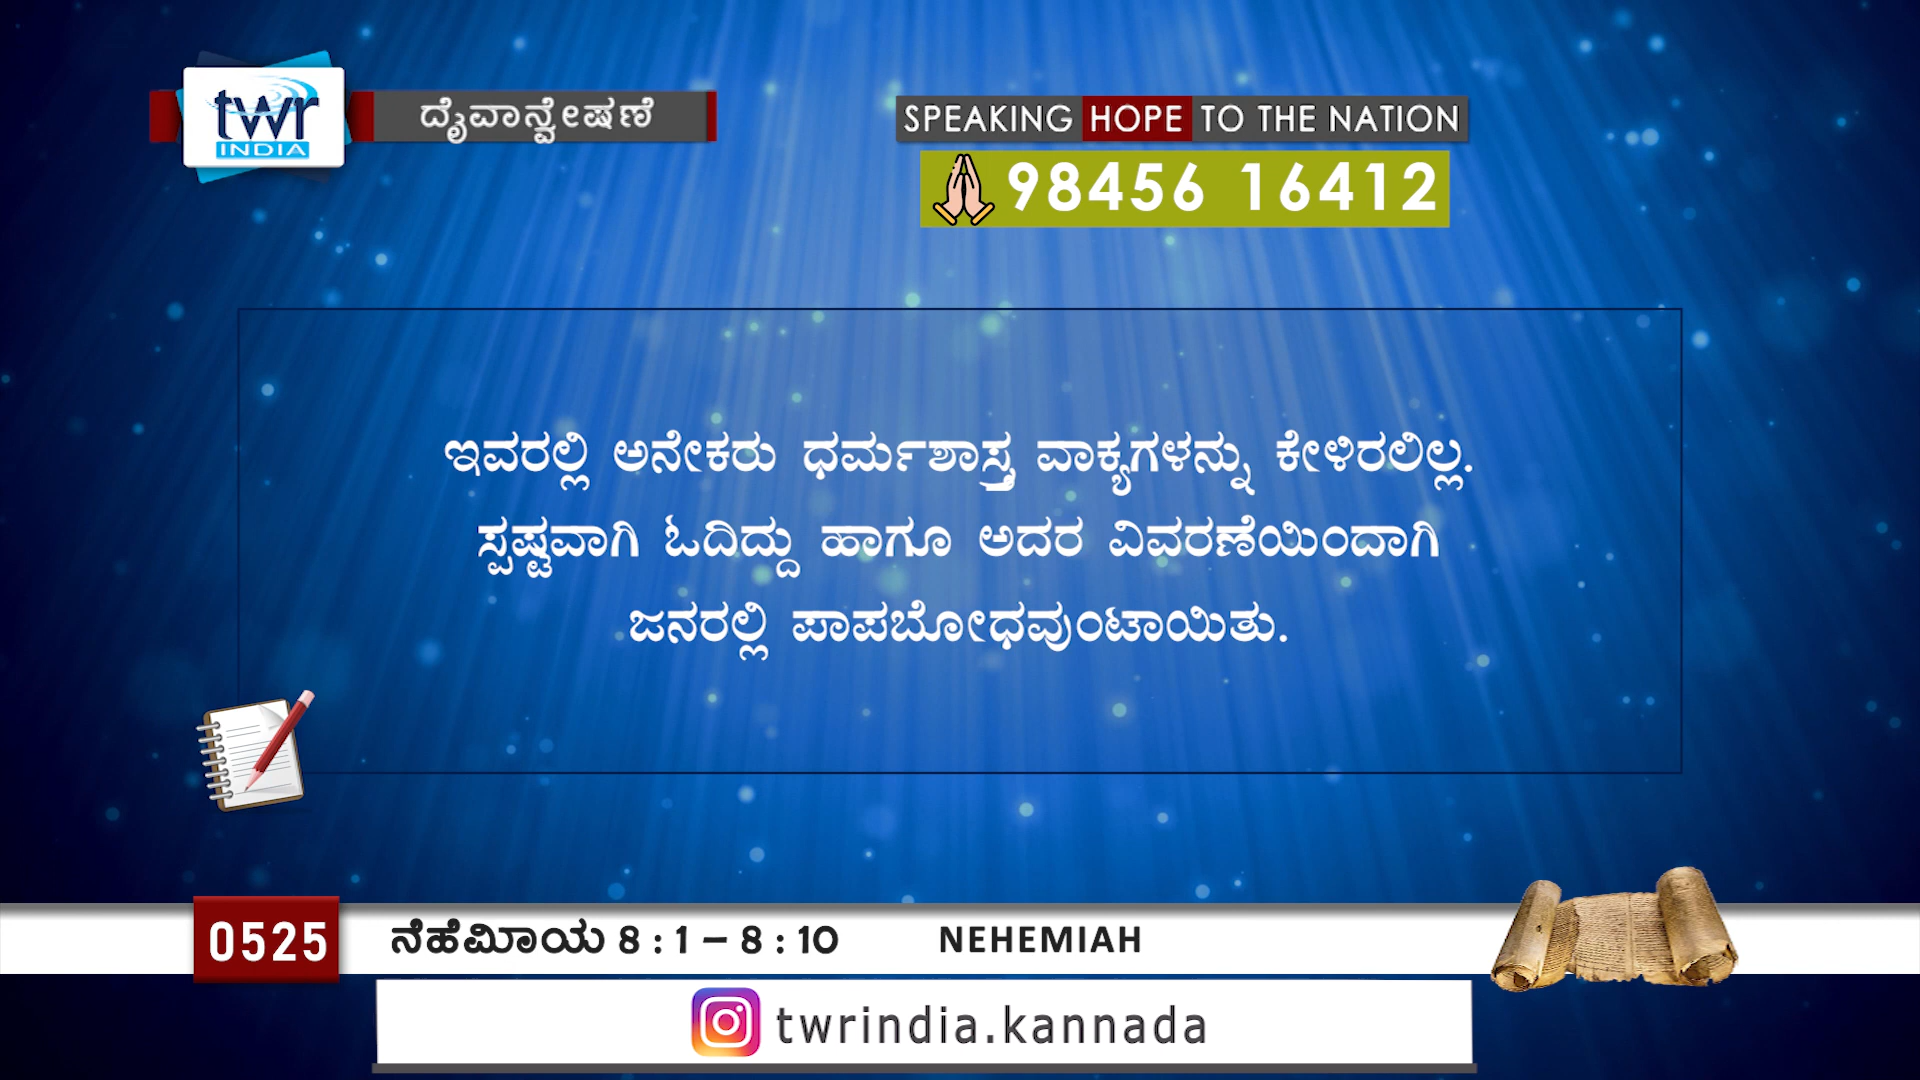 twr
INDIA
ದೈವಾನ್ವೇಷಣೆ
SPEAKING HOPE TO THE NATION
98456 16412
ಇವರಲ್ಲಿ ಅನೇಕರು ಧರ್ಮಶಾಸ್ತ್ರ ವಾಕ್ಯಗಳನ್ನು ಕೇಳಿರಲಿಲ್ಲ.
ಸ್ಪಷ್ಟವಾಗಿ ಓದಿದ್ದು ಹಾಗೂ ಅದರ ವಿವರಣೆಯಿಂದಾಗಿ
ಜನರಲ್ಲಿ ಪಾಪಬೋಧವುಂಟಾಯಿತು.
0525 ನೆಹೆಮಿಾಯ 8 : 1 – 8 : 10 NEHEMIAH
twrindia.kannada